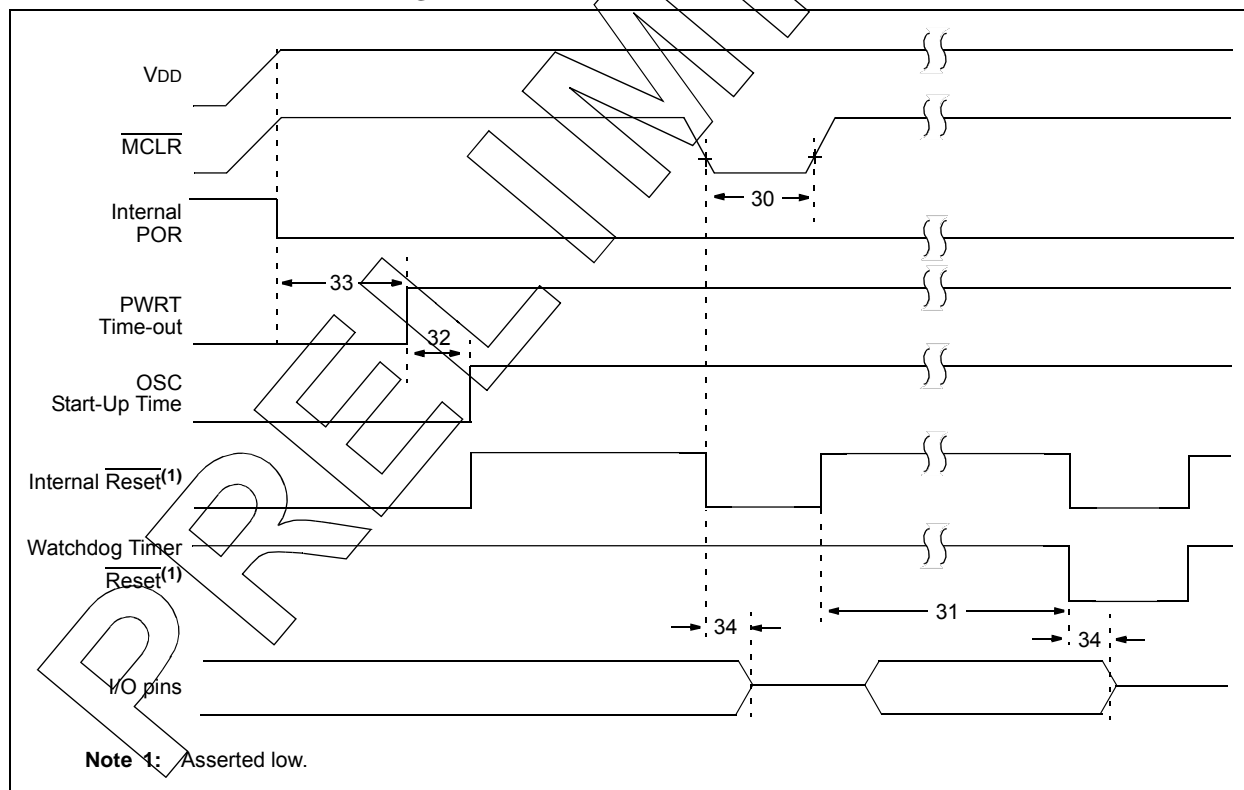 VDD
MCLR
Internal
POR
30
33
PWRT
Time-out
32
OSC
Start-Up Time
Internal Reset(1)
Watchdog Timer
Reset(1)
31
34
34
I/O pins
Note 1: Asserted low.
PRELIM